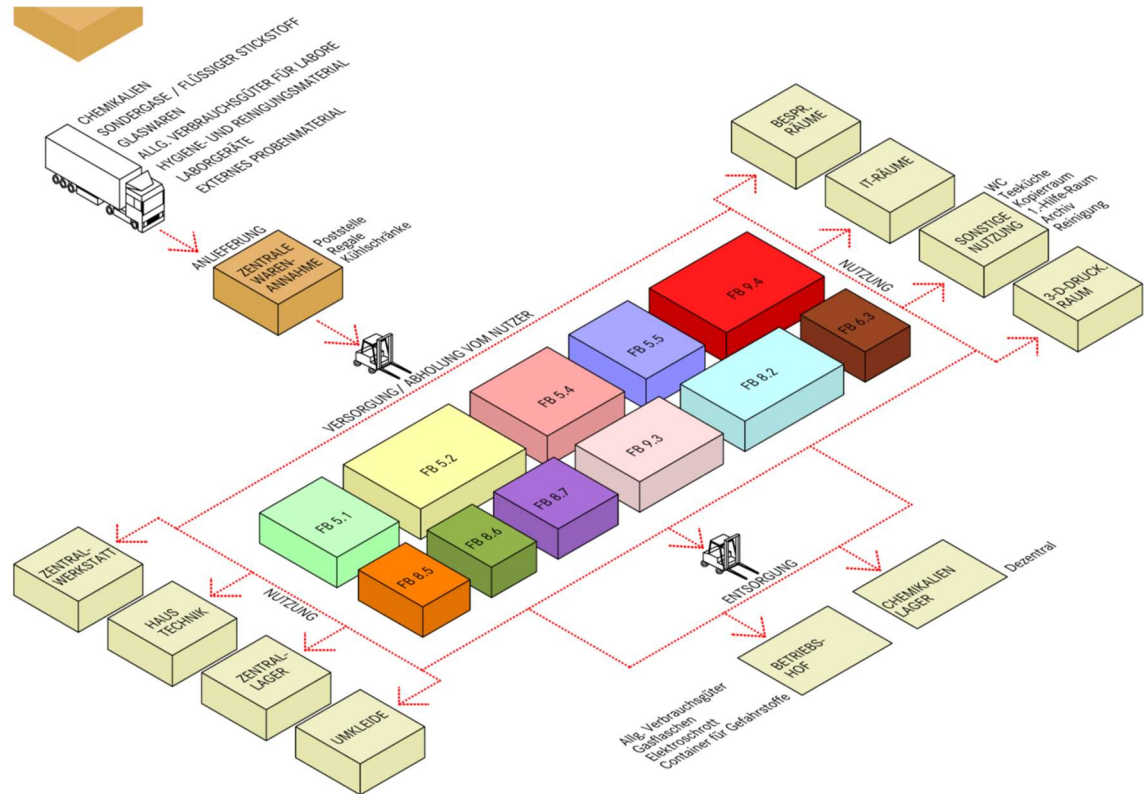 CHEMIKALIEN
SONDERGASE / FLÜSSIGER STICKSTOFF
GLASWAREN
ALLG. VERBRAUCHSGÜTER FÜR LABORE
HYGIENE- UND REINIGUNGSMATERIAL
LABORGERÄTE
EXTERNES PROBENMATERIAL
ANLIEFERUNG
ZENTRALE
WAREN-
ANNAHME
Poststelle
Regale
Kühlschränke
VERSORGUNG/ ABHOLUNG VOM NUTZER
BESPR.
RÄUME
IT-RÄUME
SONSTIGE
NUTZUNG
WC
Teeküche
Kopierraum
1.-Hilfe-Raum
Archiv
Reinigung
3-D-DRUCK.
RAUM
NUTZUNG
FB 9.4
FB 6.3
FB 5.5
FB 8.2
FB 5.4
FB 9.3
FB 5.2
FB 8.7
FB 5.1
FB 8.6
FB 8.5
ZENTRAL-
WERKSTATT
HAUS
TECHNIK
ZENTRAL-
LAGER
UMKLEIDE
NUTZUNG
ENTSORGUNG
CHEMIKALIEN
LAGER
Dezentral
BETRIEBS-
HOF
Allg. Verbrauchsgüter
Gasflaschen
Elektroschrott
Container für Gefahrstoffe